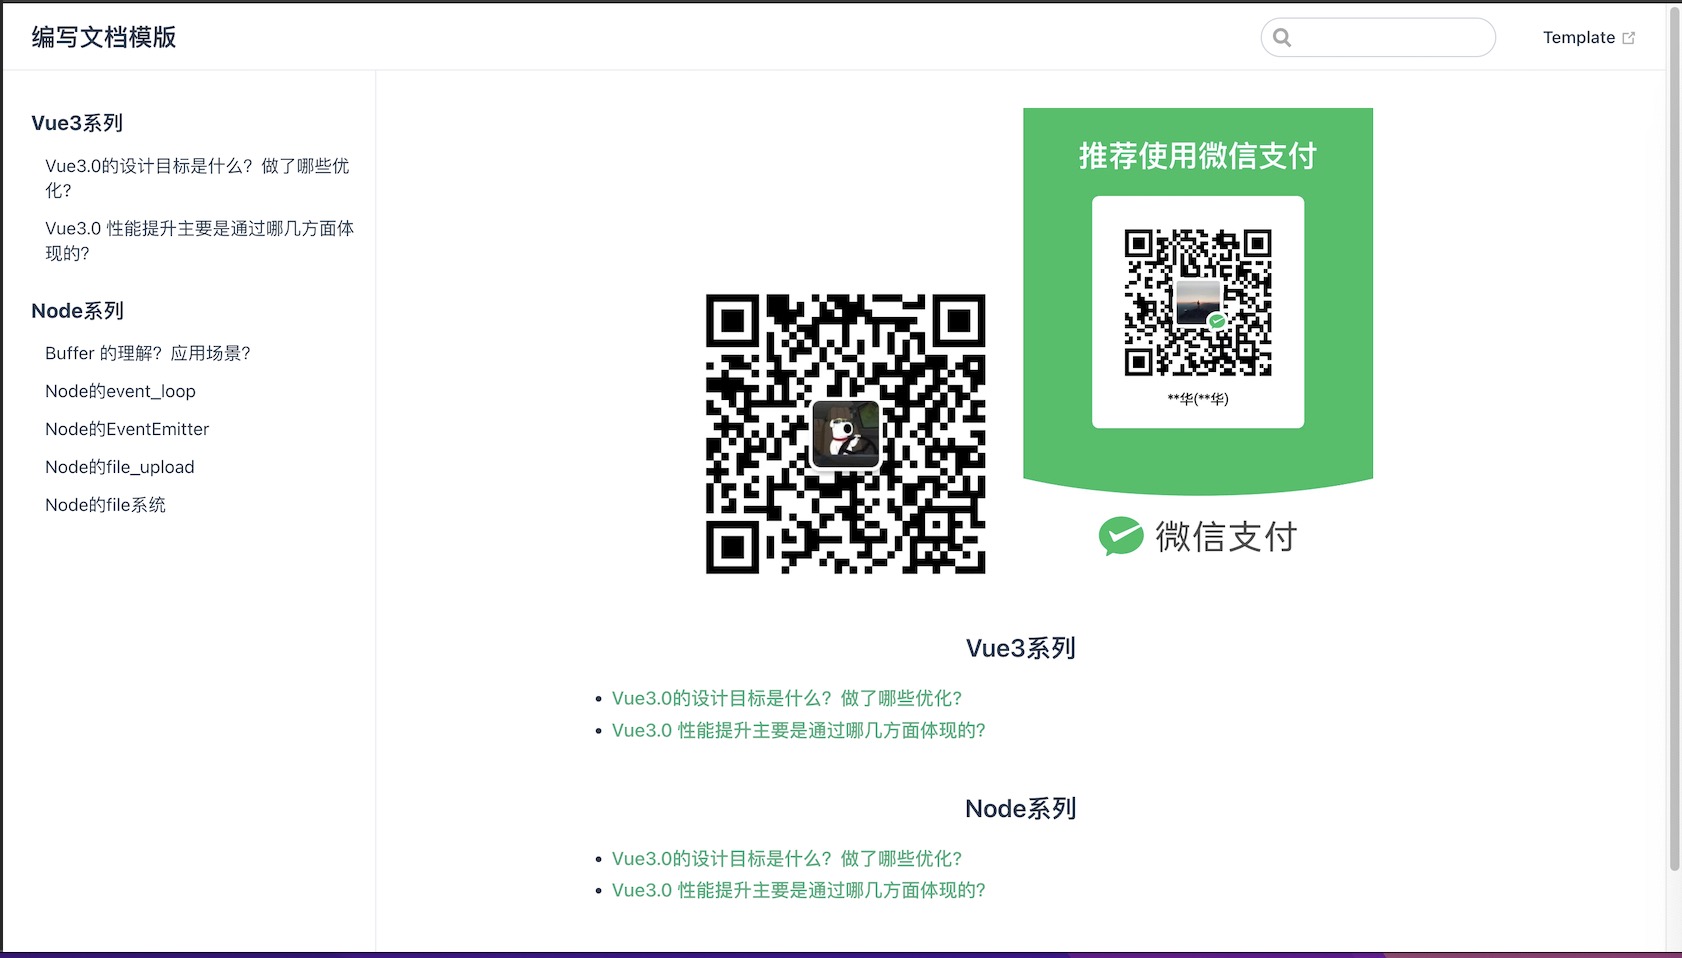 编写文档模版
Template
Vue3系列
Vue3.0的设计目标是什么？做了哪些优
化？
Vue3.0 性能提升主要是通过哪几方面体
现的？
Node系列
Buffer 的理解？应用场景？
Node的event_loop
Node的EventEmitter
Node的file_upload
Node的file系统
推荐使用微信支付
**华(**华)
微信支付
Vue3系列
Vue3.0的设计目标是什么？做了哪些优化？
Vue3.0 性能提升主要是通过哪几方面体现的？
Node系列
Vue3.0的设计目标是什么？做了哪些优化？
Vue3.0 性能提升主要是通过哪几方面体现的？